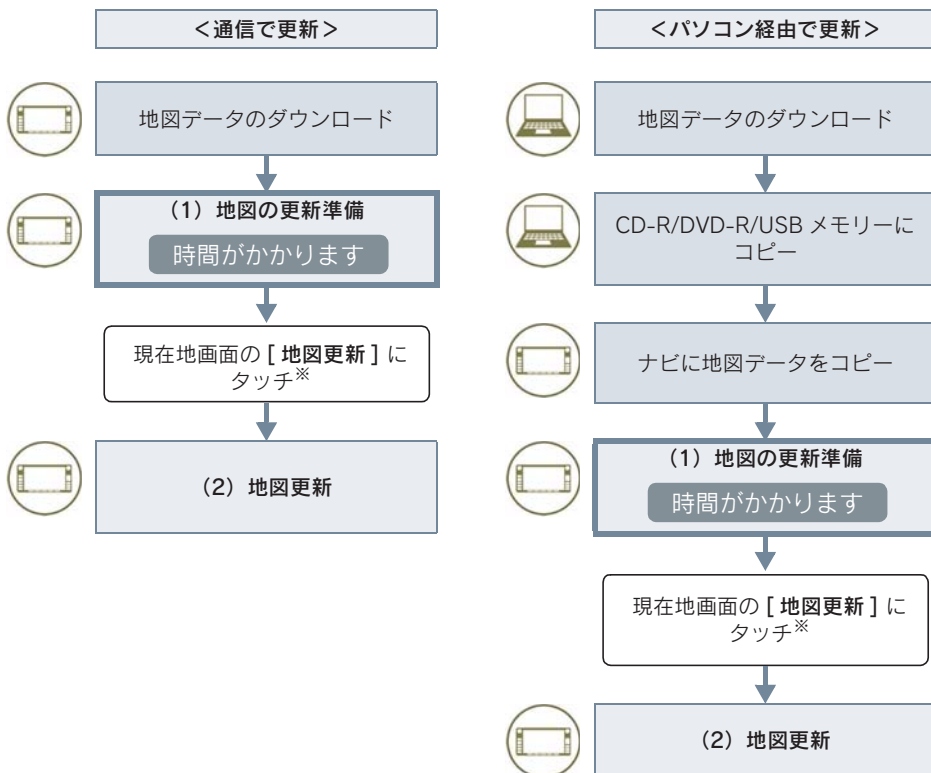 ＜通信で更新＞
地図データのダウンロード
（1）地図の更新準備
時間がかかります
現在地画面の [ 地図更新 ] に
タッチ※
（2）地図更新
＜パソコン経由で更新＞
地図データのダウンロード
CD-R/DVD-R/USB メモリーに
コピー
ナビに地図データをコピー
（1）地図の更新準備
時間がかかります
現在地画面の [ 地図更新 ] に
タッチ※
（2）地図更新